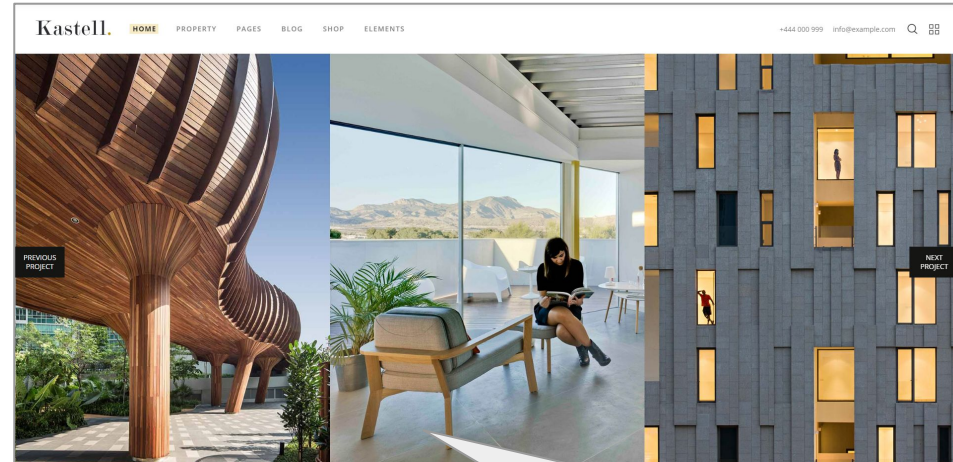 Kastell. HOME PROPERTY PAGES BLOG SHOP ELEMENTS +444 000 999 info@example.com
PREVIOUS
PROJECT
NEXT
PROJECT